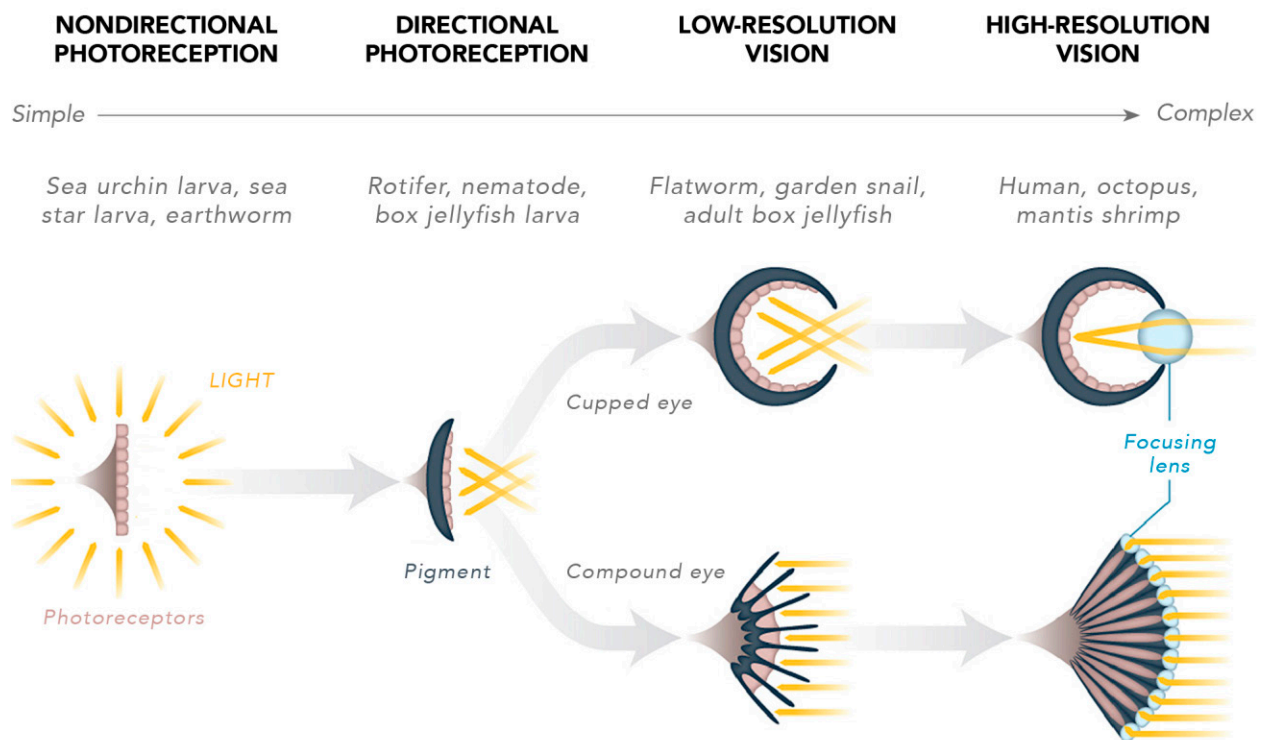 NONDIRECTIONAL
PHOTORECEPTION
DIRECTIONAL
PHOTORECEPTION
LOW-RESOLUTION
VISION
HIGH-RESOLUTION
VISION
Simple
Complex
Sea urchin larva, sea
star larva, earthworm
Rotifer, nematode,
box jellyfish larva
Flatworm, garden snail,
adult box jellyfish
Human, octopus,
mantis shrimp
LIGHT
Cupped eye
Focusing
lens
Pigment
Compound eye
Photoreceptors